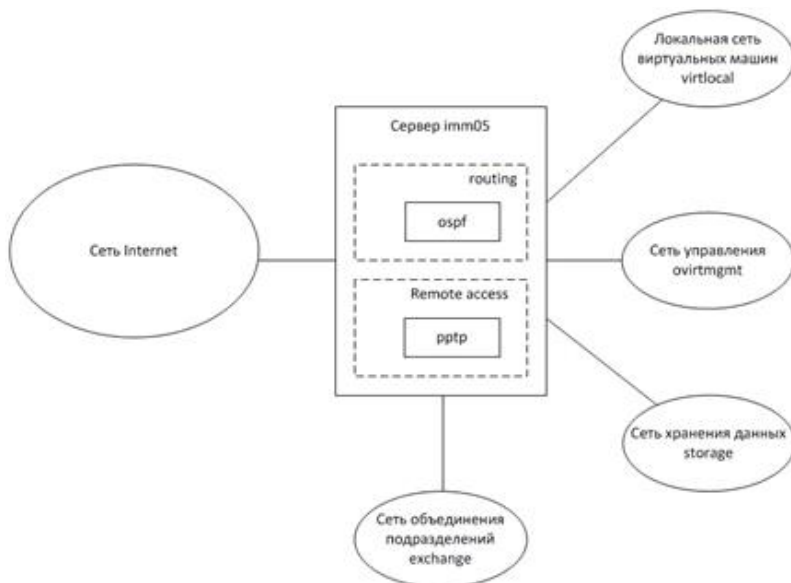 Локальная сеть
виртуальных машин
virtlocal
Сервер imm05
routing
ospf
Сеть Internet
Сеть управления
ovirtmgmt
Remote access
pptp
Сеть хранения данных
storage
Сеть объединения
подразделений
exchange